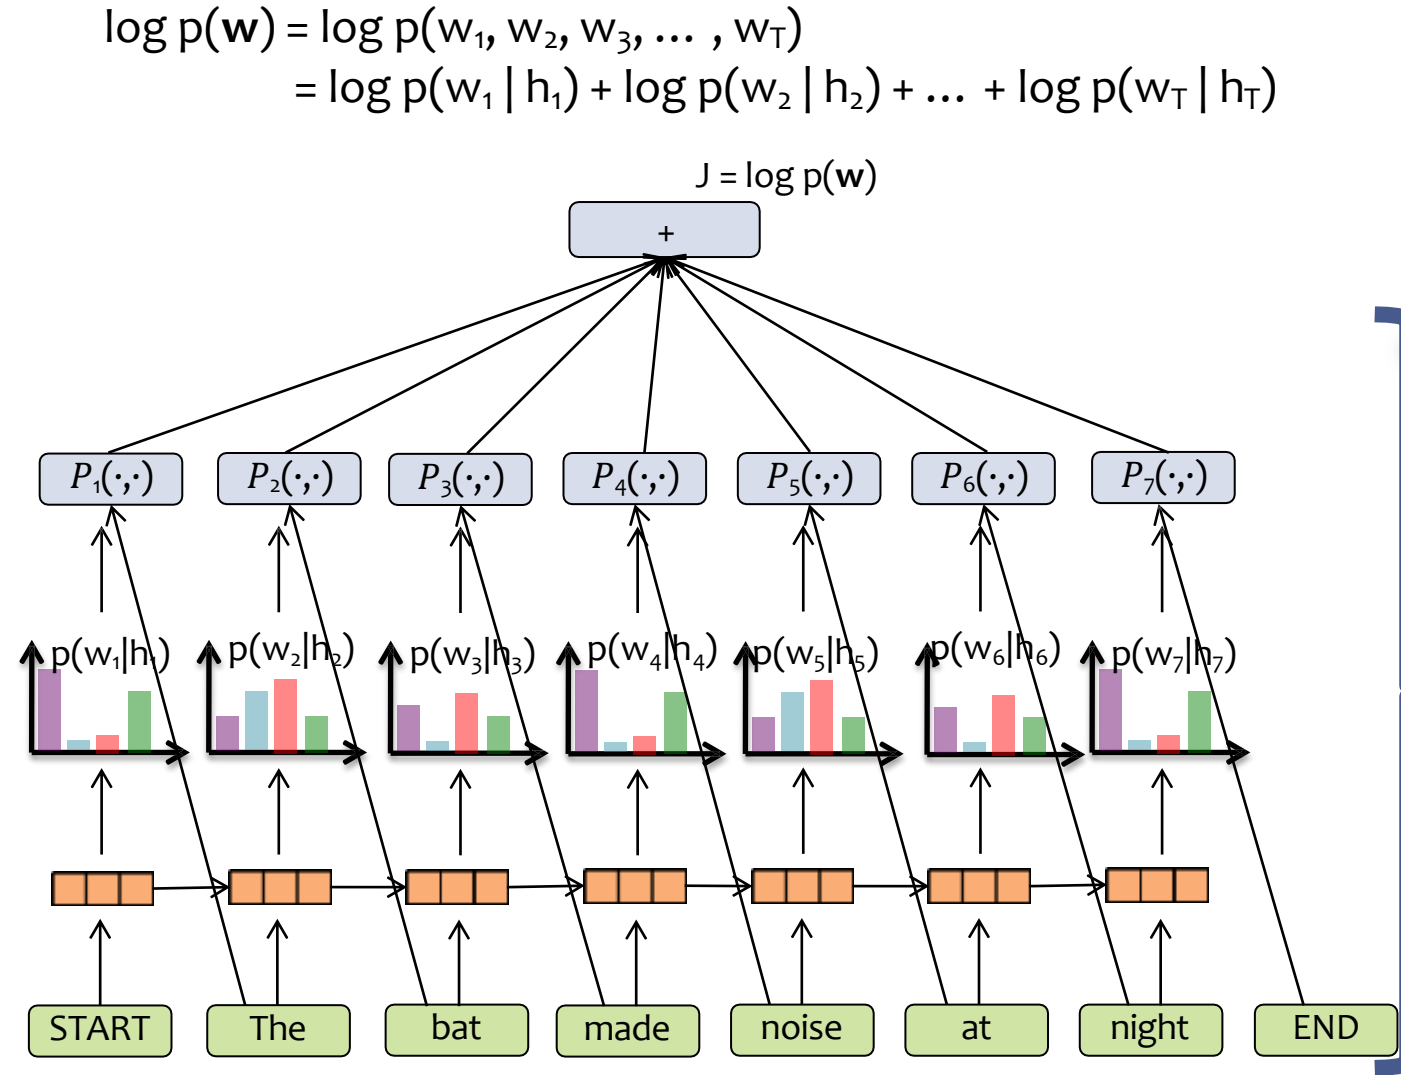 log p(w) = log p(w₁, w₂, w₃, … , w_T)
= log p(w₁ | h₁) + log p(w₂ | h₂) + … + log p(w_T | h_T)
J = log p(w)
+
P₁(·,·) P₂(·,·) P₃(·,·) P₄(·,·) P₅(·,·) P₆(·,·) P₇(·,·)
p(w₁|h₁) p(w₂|h₂) p(w₃|h₃) p(w₄|h₄) p(w₅|h₅) p(w₆|h₆) p(w₇|h₇)
START The bat made noise at night END